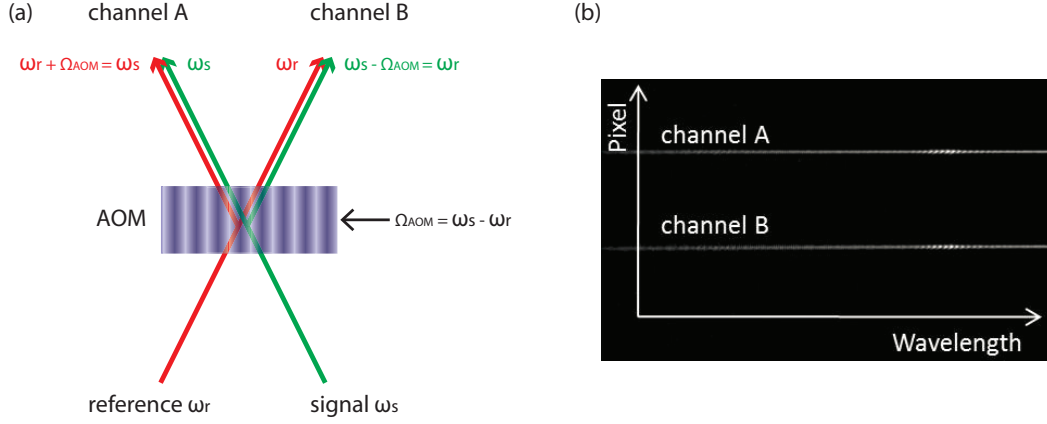 (a)
channel A
channel B
ωr + ΩAOM = ωs
ωs
ωr
ωs - ΩAOM = ωr
AOM
ΩAOM = ωs - ωr
reference ωr
signal ωs
(b)
Pixel
channel A
channel B
Wavelength